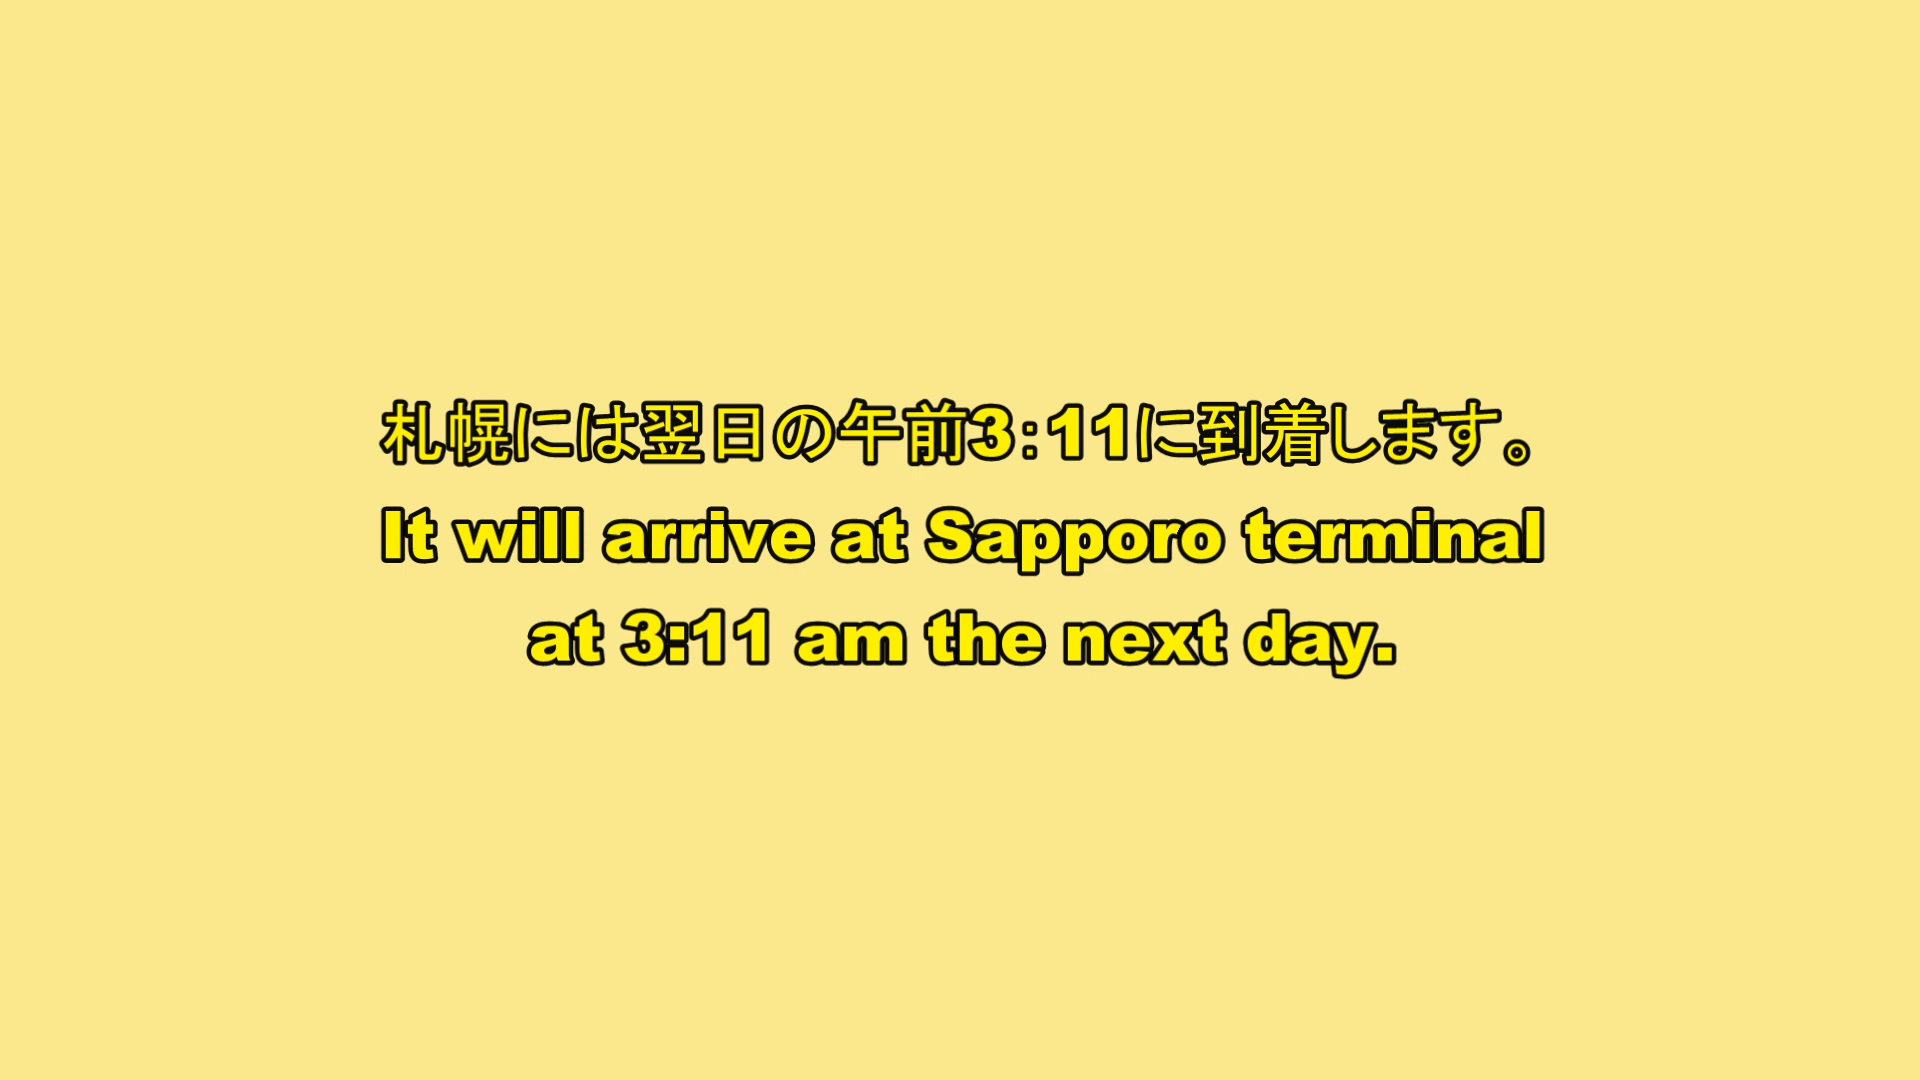 札幌には翌日の午前3:11に到着します。
It will arrive at Sapporo terminal
at 3:11 am the next day.